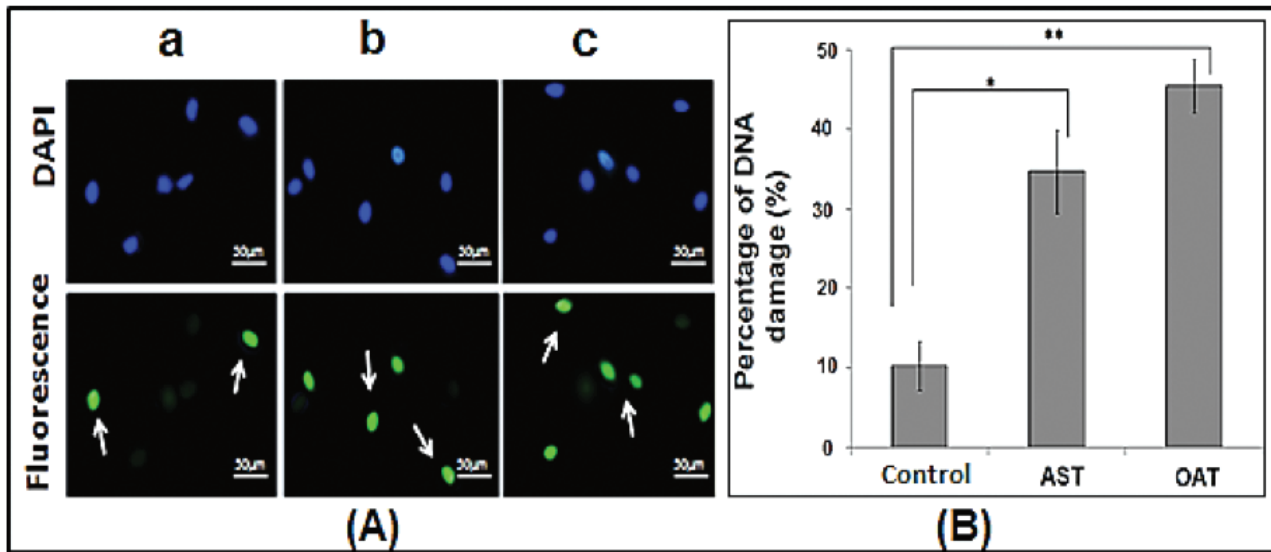 a b c
DAPI
30µm 30µm 30µm
Fluorescence
30µm 30µm 30µm
(A)
Percentage of DNA
damage (%)
50
40
30
20
10
0
**
*
Control AST OAT
(B)